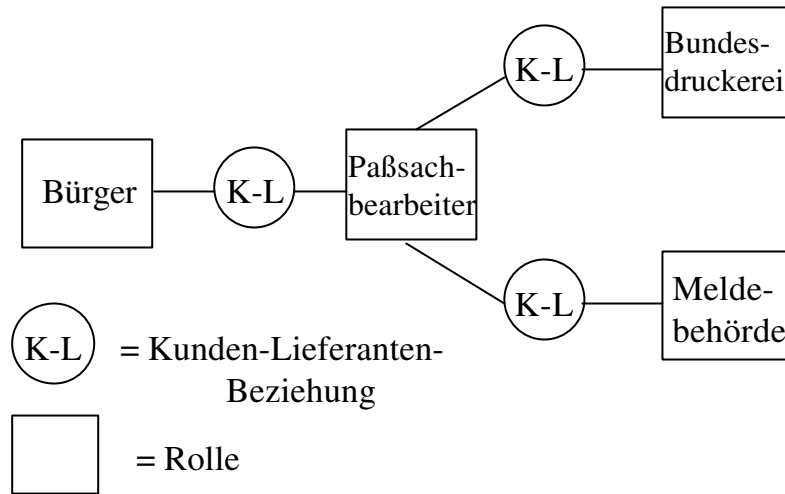 Bundes-
druckerei
K-L
Paßsach-
bearbeiter
Bürger
K-L
K-L
Melde-
behörde
K-L = Kunden-Lieferanten-
Beziehung
= Rolle